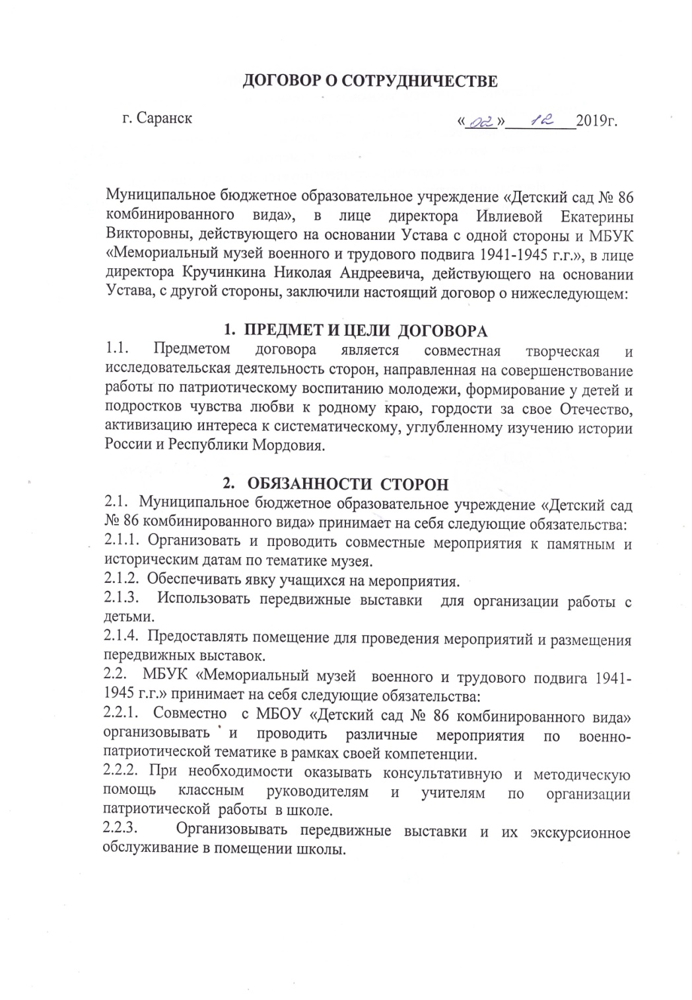 ДОГОВОР О СОТРУДНИЧЕСТВЕ
г. Саранск «02» 12 2019г.
Муниципальное бюджетное образовательное учреждение «Детский сад № 86
комбинированного вида», в лице директора Ивлиевой Екатерины
Викторовны, действующего на основании Устава с одной стороны и МБУК
«Мемориальный музей военного и трудового подвига 1941-1945 г.г.», в лице
директора Кручинкина Николая Андреевича, действующего на основании
Устава, с другой стороны, заключили настоящий договор о нижеследующем:
1. ПРЕДМЕТ И ЦЕЛИ ДОГОВОРА
1.1. Предметом договора является совместная творческая и
исследовательская деятельность сторон, направленная на совершенствование
работы по патриотическому воспитанию молодежи, формирование у детей и
подростков чувства любви к родному краю, гордости за свое Отечество,
активизацию интереса к систематическому, углубленному изучению истории
России и Республики Мордовия.
2. ОБЯЗАННОСТИ СТОРОН
2.1. Муниципальное бюджетное образовательное учреждение «Детский сад
№ 86 комбинированного вида» принимает на себя следующие обязательства:
2.1.1. Организовать и проводить совместные мероприятия к памятным и
историческим датам по тематике музея.
2.1.2. Обеспечивать явку учащихся на мероприятия.
2.1.3. Использовать передвижные выставки для организации работы с
детьми.
2.1.4. Предоставлять помещение для проведения мероприятий и размещения
передвижных выставок.
2.2. МБУК «Мемориальный музей военного и трудового подвига 1941-
1945 г.г.» принимает на себя следующие обязательства:
2.2.1. Совместно с МБОУ «Детский сад № 86 комбинированного вида»
организовывать и проводить различные мероприятия по военно-
патриотической тематике в рамках своей компетенции.
2.2.2. При необходимости оказывать консультативную и методическую
помощь классным руководителям и учителям по организации
патриотической работы в школе.
2.2.3. Организовывать передвижные выставки и их экскурсионное
обслуживание в помещении школы.